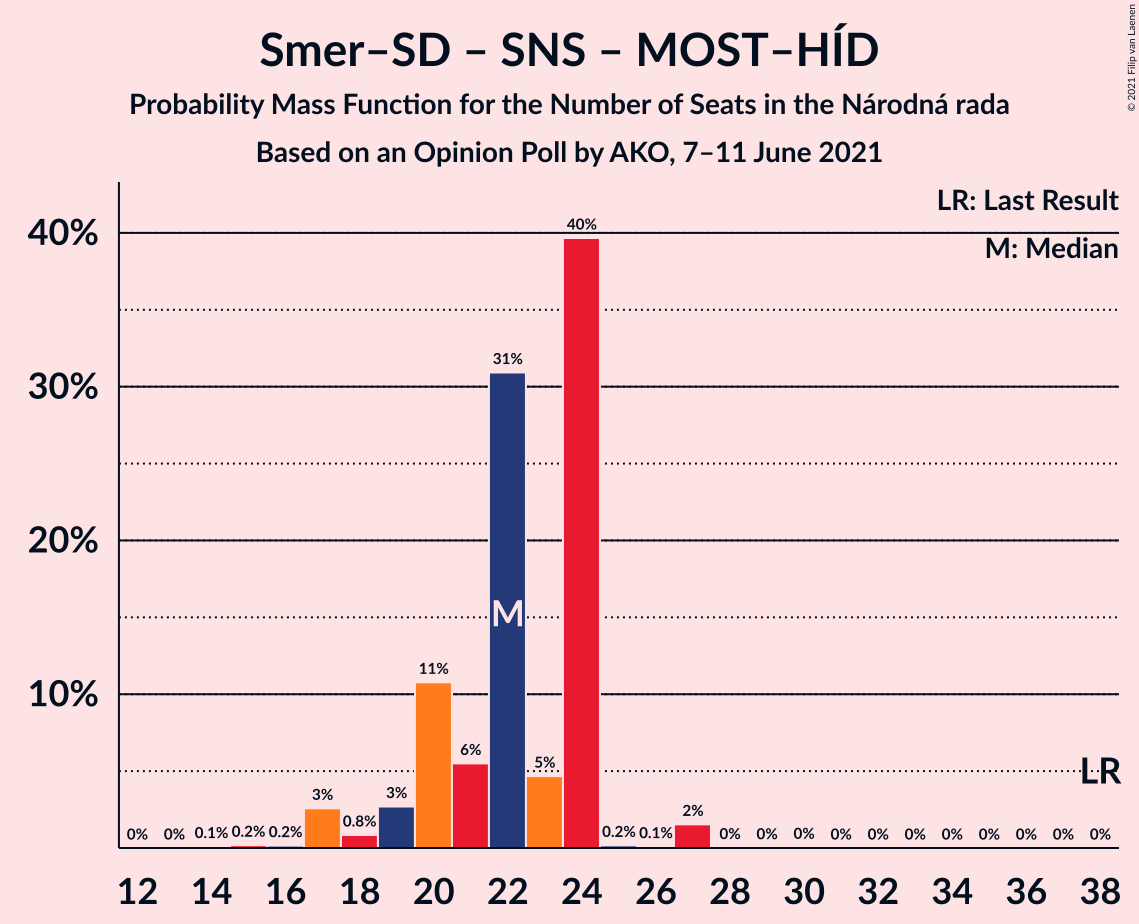 Smer–SD – SNS – MOST–HÍD
Probability Mass Function for the Number of Seats in the Národná rada
Based on an Opinion Poll by AKO, 7–11 June 2021
© 2021 Filip van Laenen
LR: Last Result
M: Median
40%
30%
20%
10%
0% 0% 0.1% 0.2% 0.2% 3% 0.8% 3% 11% 6% 31% 5% 40% 0.2% 0.1% 2% 0% 0% 0% 0% 0% 0% 0% 0% 0% 0% 0%
M
LR
12 14 16 18 20 22 24 26 28 30 32 34 36 38